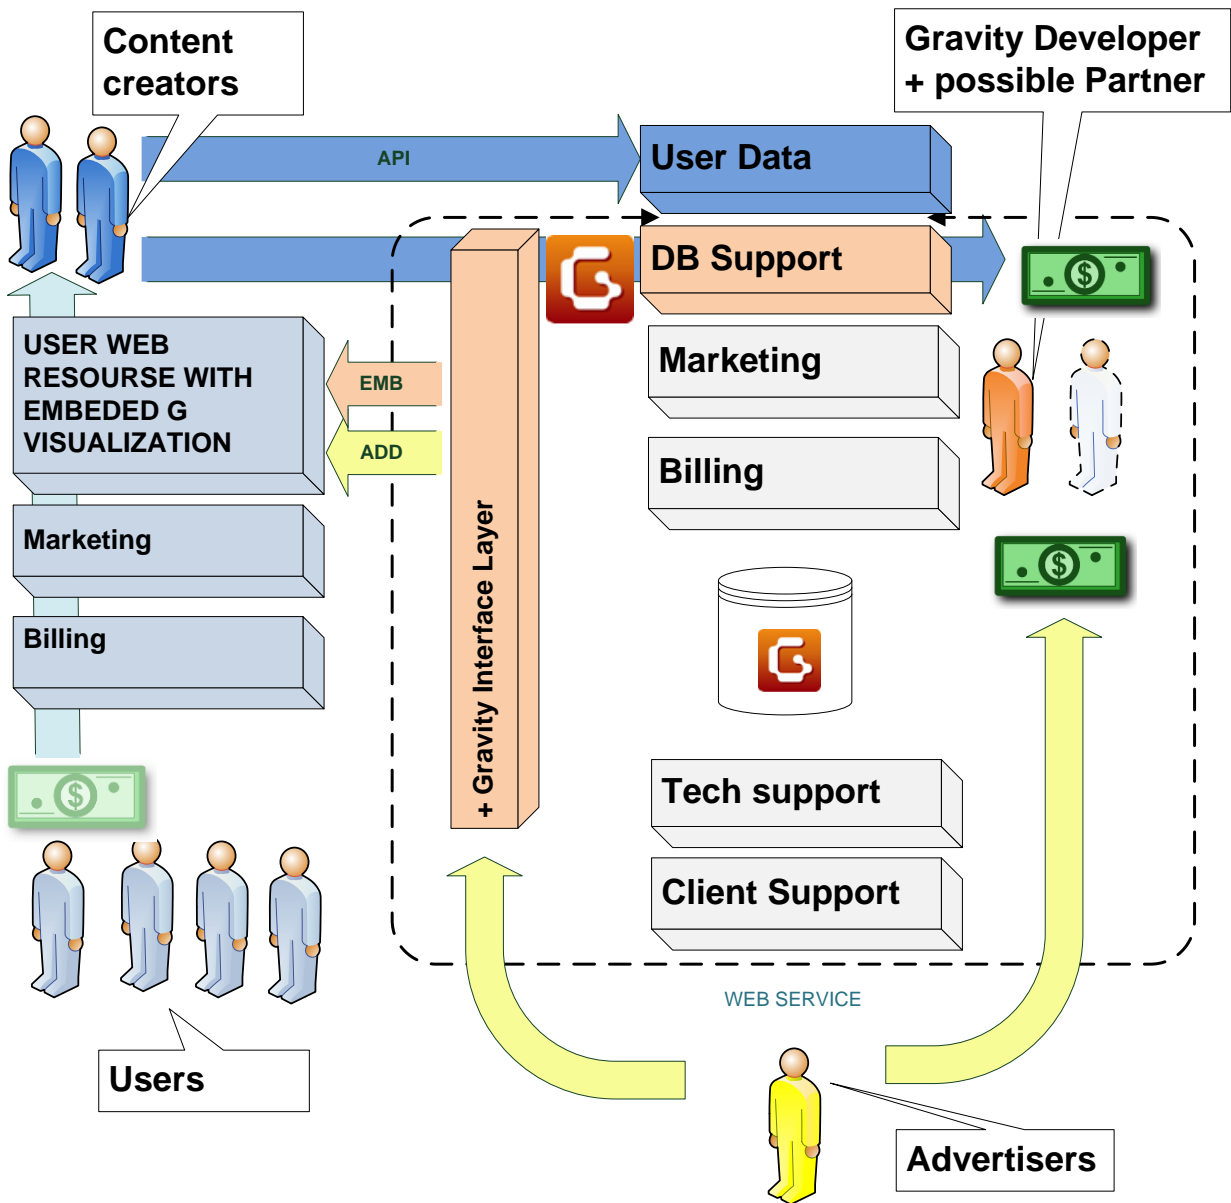 Content
creators
Gravity Developer
+ possible Partner
API
User Data
DB Support
USER WEB
RESOURSE WITH
EMBEDED G
VISUALIZATION
EMB
ADD
Marketing
Billing
Marketing
Billing
+ Gravity Interface Layer
Tech support
Client Support
WEB SERVICE
Users
Advertisers
$
$
$